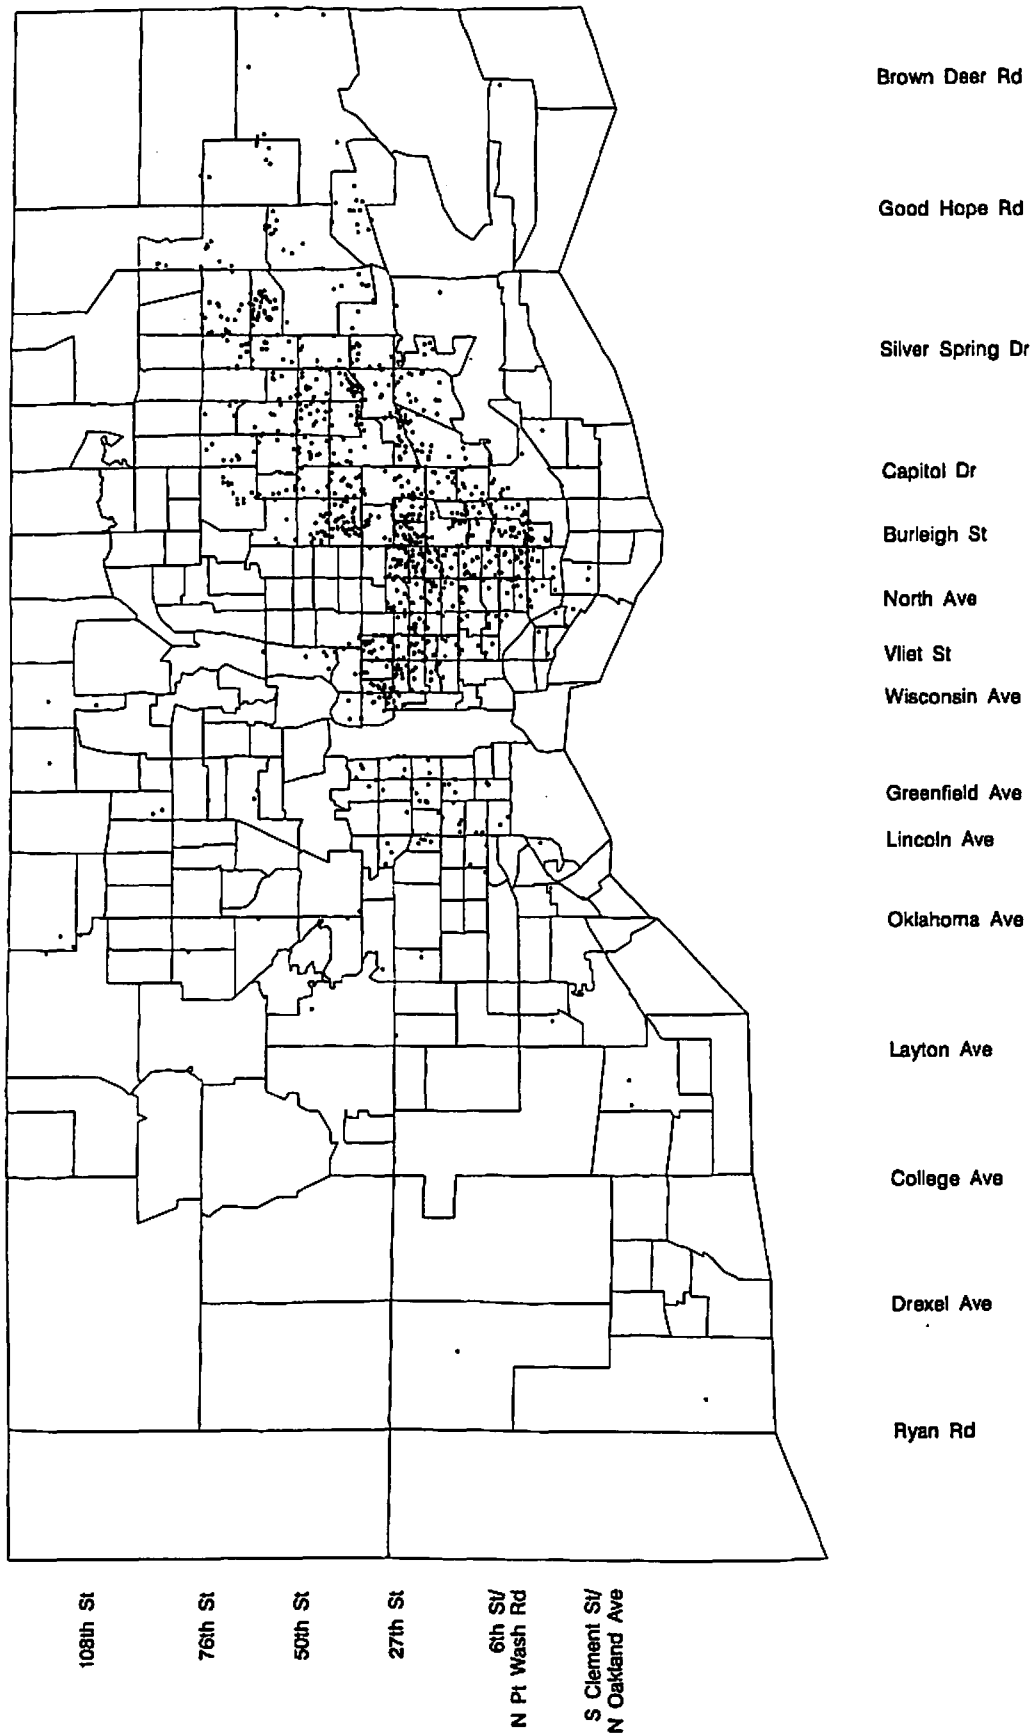 Brown Deer Rd
Good Hope Rd
Silver Spring Dr
Capitol Dr
Burleigh St
North Ave
Vliet St
Wisconsin Ave
Greenfield Ave
Lincoln Ave
Oklahoma Ave
Layton Ave
College Ave
Drexel Ave
Ryan Rd
108th St
76th St
50th St
27th St
6th St/
N Pt Wash Rd
S Clement St/
N Oakland Ave